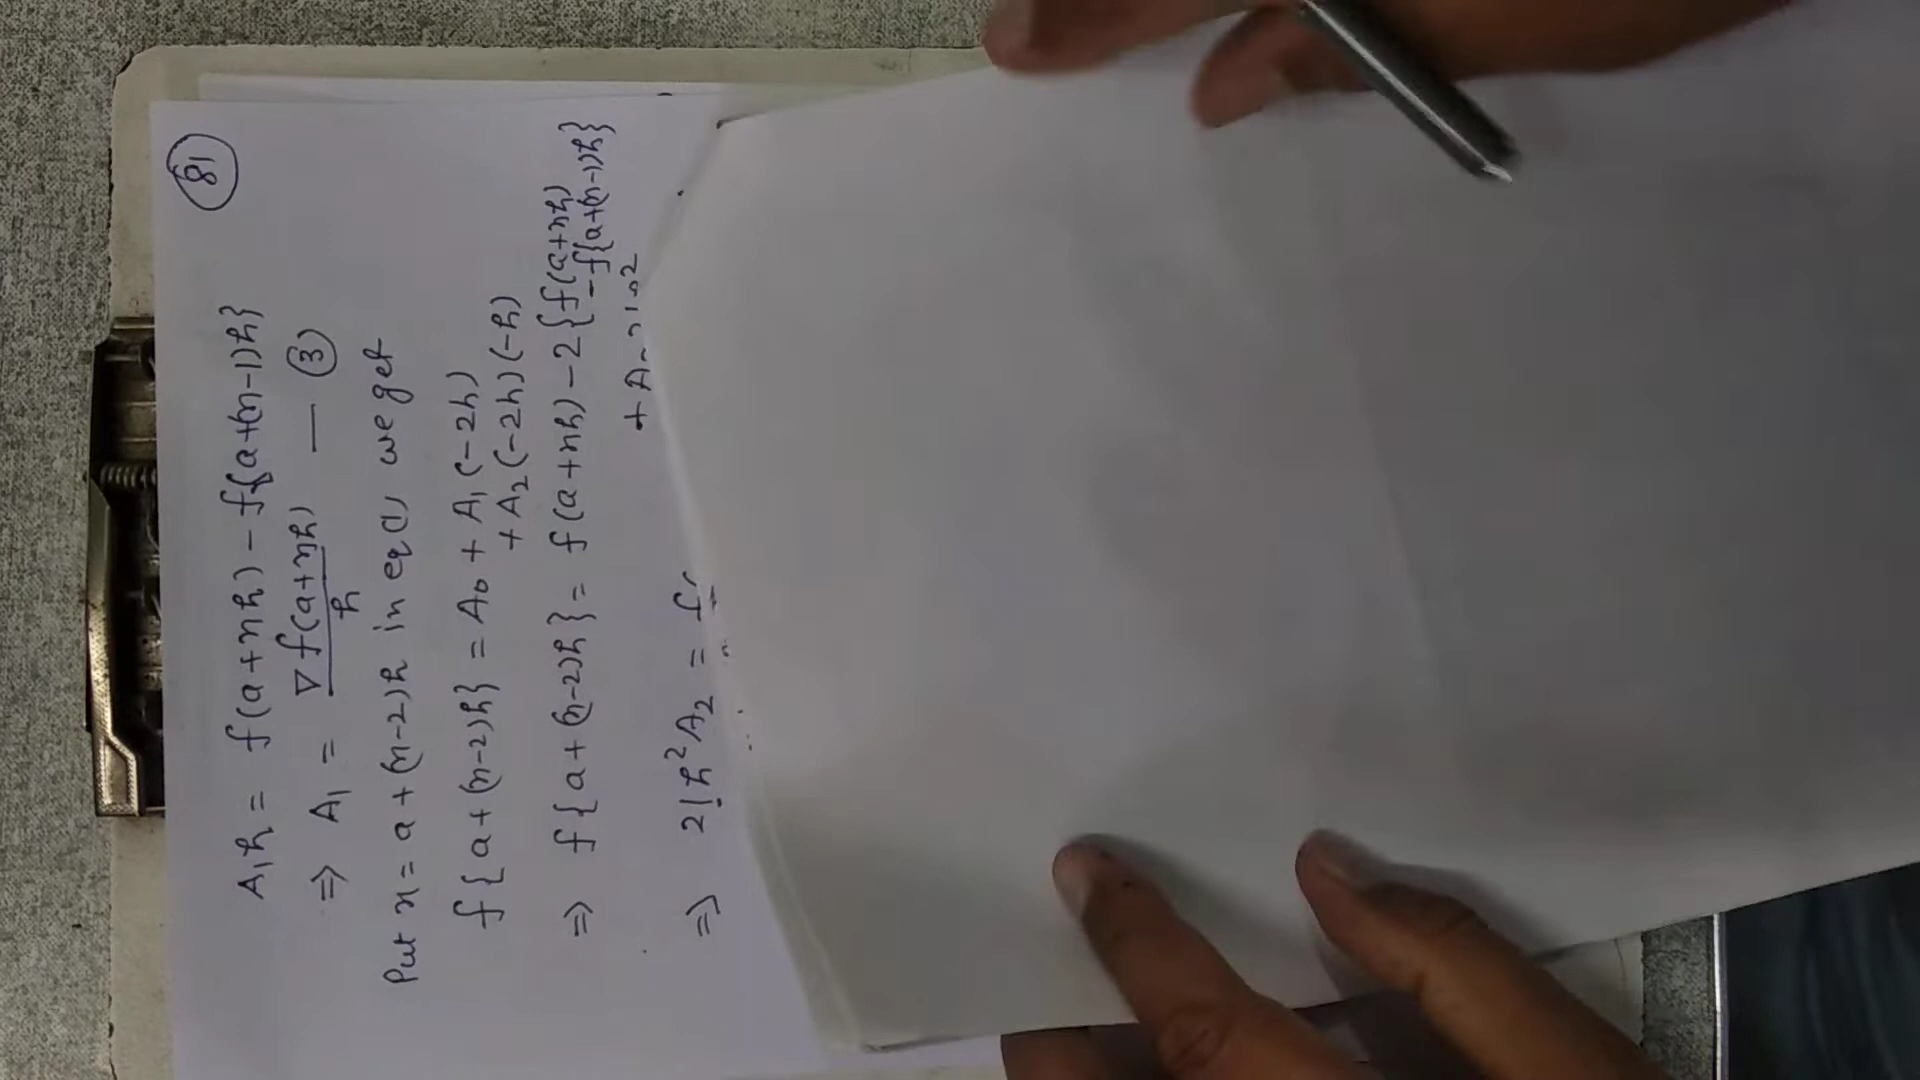 81
A₁h = f(a+nh) - f{a+(n-1)h}
⇒ A₁ = ∇f(a+nh)/h — ③
Put x = a+(n-2)h in eq(1) we get
f{a+(n-2)h} = A₀ + A₁(-2h)
+ A₂(-2h)(-h)
⇒ f{a+(n-2)h} = f(a+nh) - 2{f(a+nh)
- f{a+(n-1)h}
+ A
⇒ 2!h²A₂ = f(